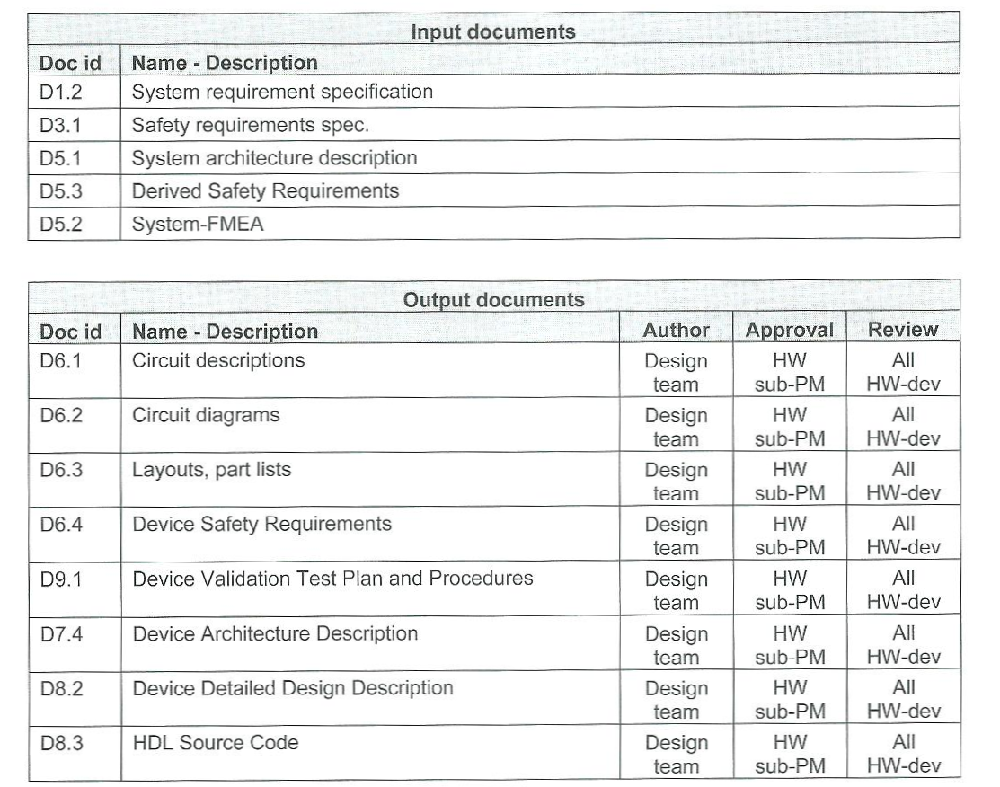 Input documents
Doc id Name - Description
D1.2 System requirement specification
D3.1 Safety requirements spec.
D5.1 System architecture description
D5.3 Derived Safety Requirements
D5.2 System-FMEA
Output documents
Doc id Name - Description Author Approval Review
D6.1 Circuit descriptions Design HW All
team sub-PM HW-dev
D6.2 Circuit diagrams Design HW All
team sub-PM HW-dev
D6.3 Layouts, part lists Design HW All
team sub-PM HW-dev
D6.4 Device Safety Requirements Design HW All
team sub-PM HW-dev
D9.1 Device Validation Test Plan and Procedures Design HW All
team sub-PM HW-dev
D7.4 Device Architecture Description Design HW All
team sub-PM HW-dev
D8.2 Device Detailed Design Description Design HW All
team sub-PM HW-dev
D8.3 HDL Source Code Design HW All
team sub-PM HW-dev